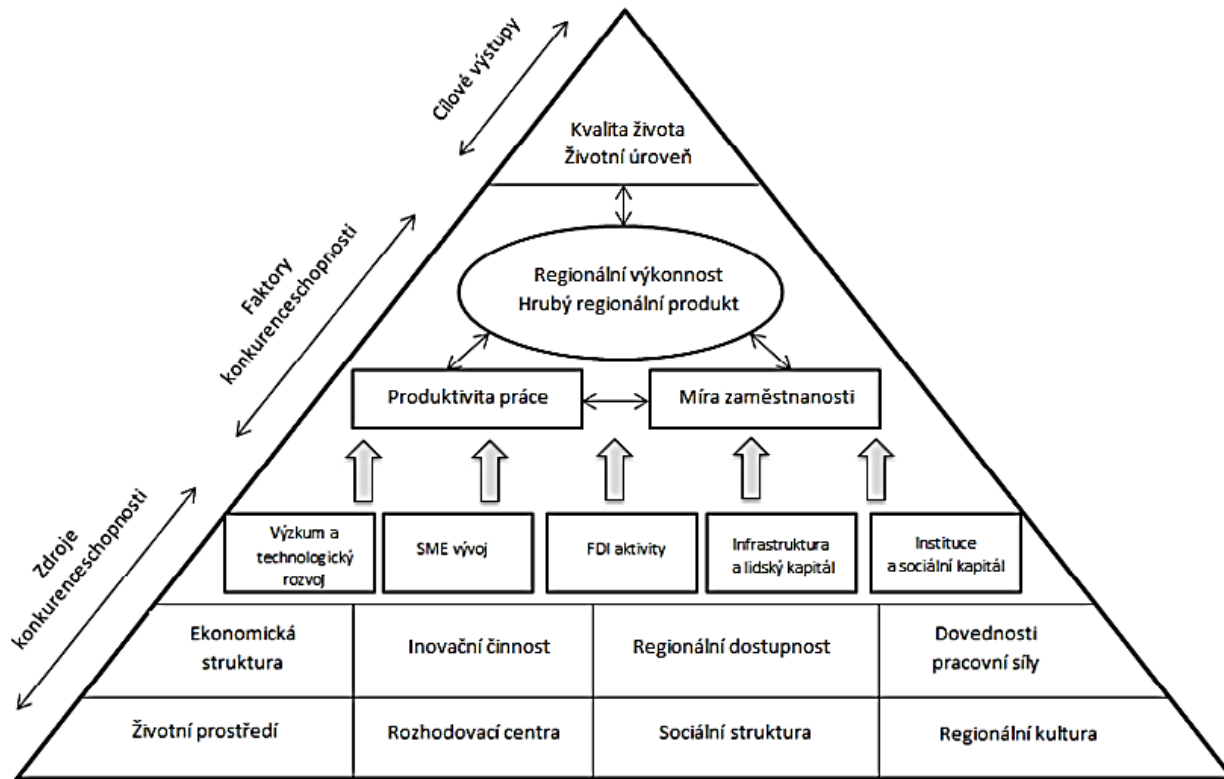 Cílové výstupy
Kvalita života
Životní úroveň
Faktory
konkurenceschopnosti
Regionální výkonnost
Hrubý regionální produkt
Produktivita práce
Míra zaměstnanosti
Zdroje
konkurenceschopnosti
Výzkum a
technologický
rozvoj
SME vývoj
FDI aktivity
Infrastruktura
a lidský kapitál
Instituce
a sociální kapitál
Ekonomická
struktura
Inovační činnost
Regionální dostupnost
Dovednosti
pracovní síly
Životní prostředí
Rozhodovací centra
Sociální struktura
Regionální kultura